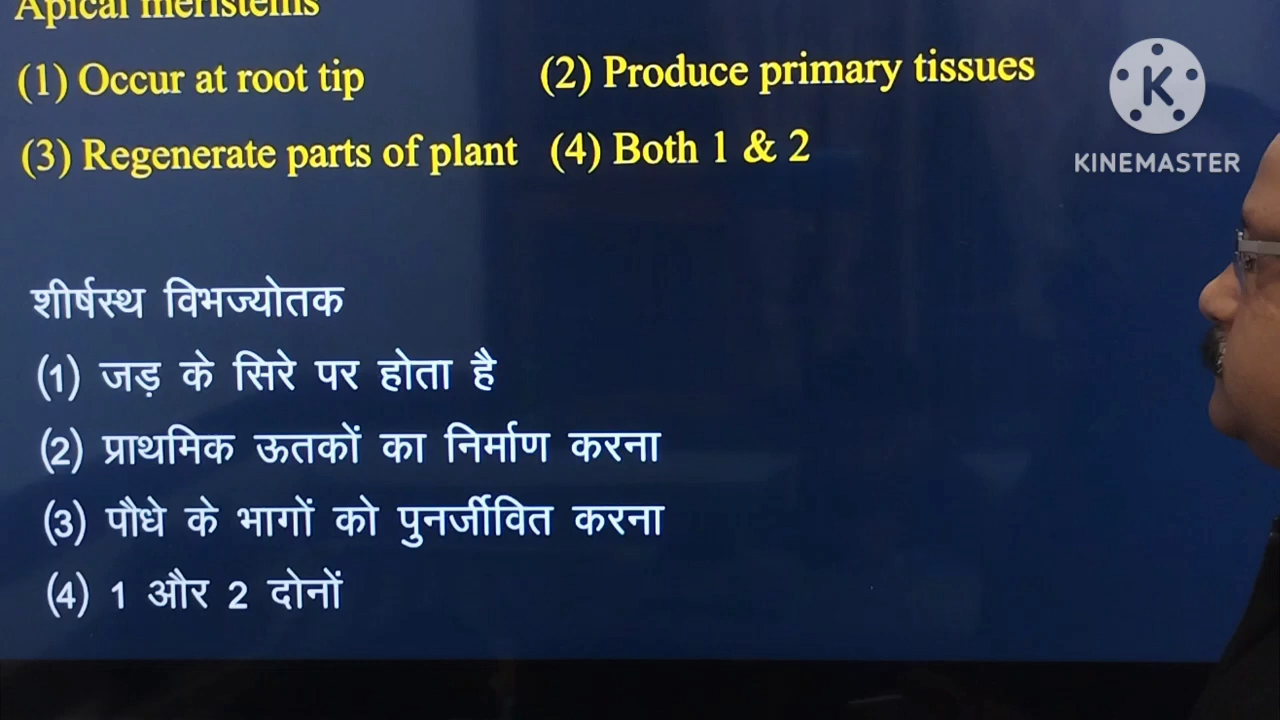 Apical meristems
(1) Occur at root tip (2) Produce primary tissues
(3) Regenerate parts of plant (4) Both 1 & 2
K
KINEMASTER
शीर्षस्थ विभज्योतक
(1) जड़ के सिरे पर होता है
(2) प्राथमिक ऊतकों का निर्माण करना
(3) पौधे के भागों को पुनर्जीवित करना
(4) 1 और 2 दोनों